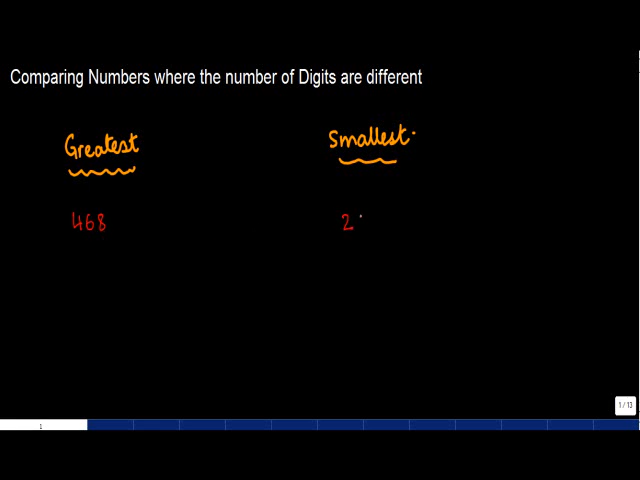 Comparing Numbers where the number of Digits are different
Greatest
Smallest.
468
2
1 / 13
1